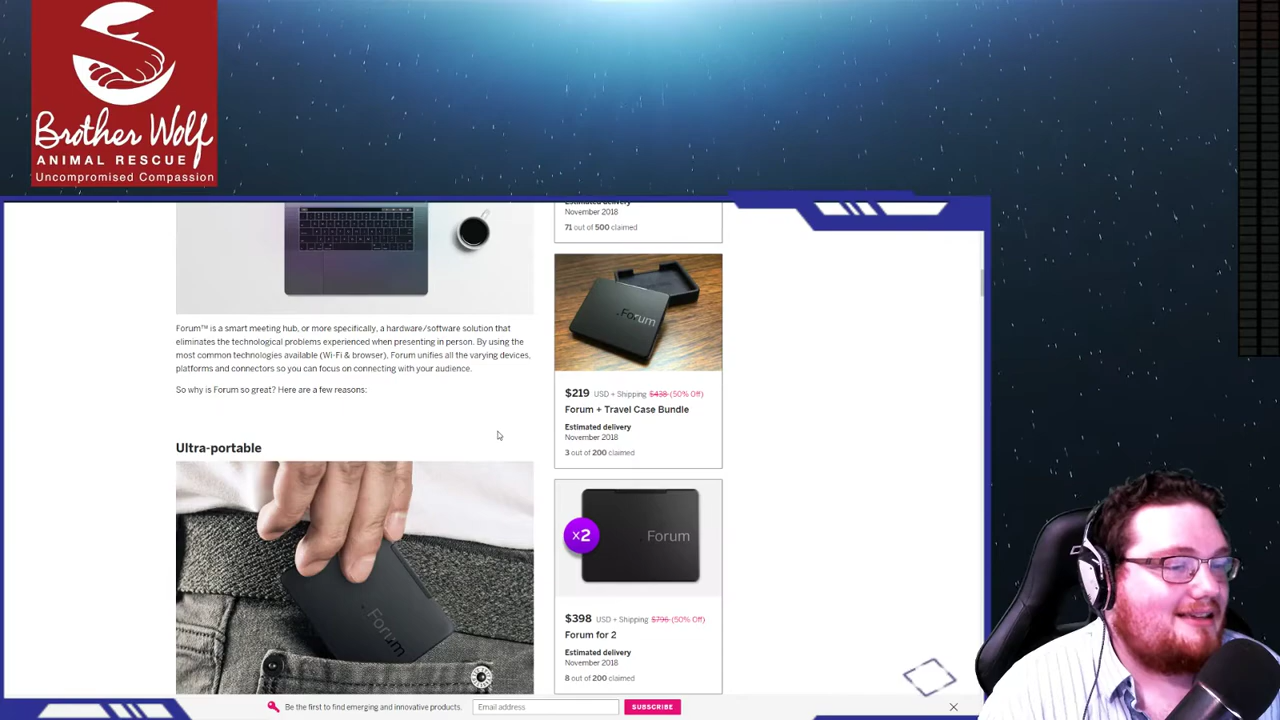 Brother Wolf
ANIMAL RESCUE
Uncompromised Compassion
Forum™ is a smart meeting hub, or more specifically, a hardware/software solution that
eliminates the technological problems experienced when presenting in person. By using the
most common technologies available (Wi-Fi & browser), Forum unifies all the varying devices,
platforms and connectors so you can focus on connecting with your audience.
So why is Forum so great? Here are a few reasons:
Ultra-portable
Forum
Estimated delivery
November 2018
71 out of 500 claimed
Forum
$219 USD + Shipping $438 (50% Off)
Forum + Travel Case Bundle
Estimated delivery
November 2018
3 out of 200 claimed
x2
Forum
$398 USD + Shipping $796 (50% Off)
Forum for 2
Estimated delivery
November 2018
8 out of 200 claimed
Be the first to find emerging and innovative products.
Email address
SUBSCRIBE